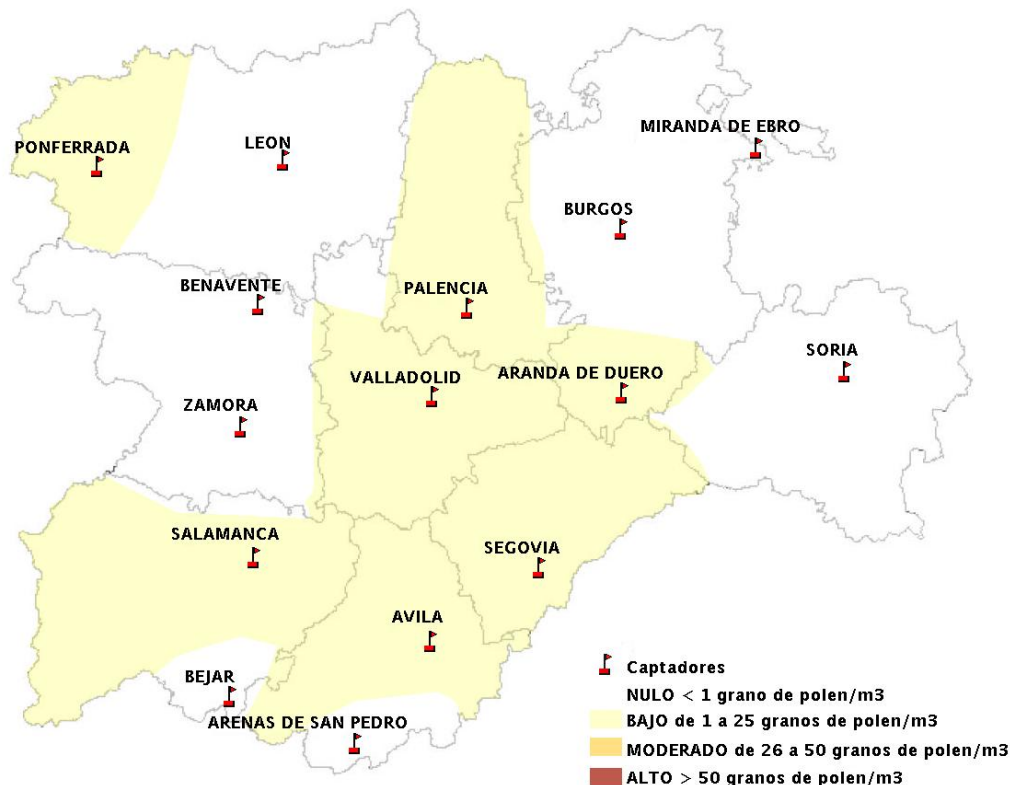 MIRANDA DE EBRO
PONFERRADA
LEON
BURGOS
BENAVENTE
PALENCIA
SORIA
VALLADOLID
ARANDA DE DUERO
ZAMORA
SALAMANCA
SEGOVIA
AVILA
BEJAR
ARENAS DE SAN PEDRO
Captadores
NULO < 1 grano de polen/m3
BAJO de 1 a 25 granos de polen/m3
MODERADO de 26 a 50 granos de polen/m3
ALTO > 50 granos de polen/m3